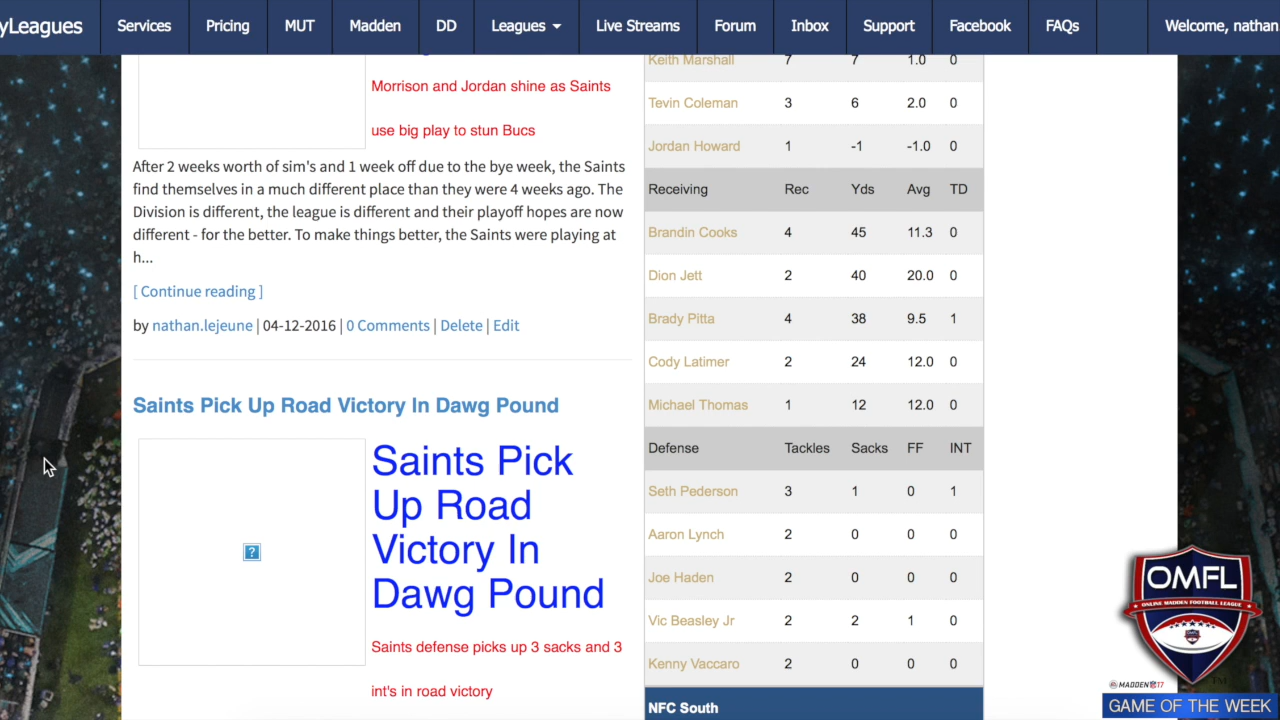 yLeagues Services Pricing MUT Madden DD Leagues Live Streams Forum Inbox Support Facebook FAQs Welcome, nathan
Morrison and Jordan shine as Saints
use big play to stun Bucs
After 2 weeks worth of sim's and 1 week off due to the bye week, the Saints
find themselves in a much different place than they were 4 weeks ago. The
Division is different, the league is different and their playoff hopes are now
different - for the better. To make things better, the Saints were playing at
h...
[ Continue reading ]
by nathan.lejeune | 04-12-2016 | 0 Comments | Delete | Edit
Saints Pick Up Road Victory In Dawg Pound
Saints Pick
Up Road
Victory In
Dawg Pound
Saints defense picks up 3 sacks and 3
int's in road victory
Keith Marshall 7 7 1.0 0
Tevin Coleman 3 6 2.0 0
Jordan Howard 1 -1 -1.0 0
Receiving Rec Yds Avg TD
Brandin Cooks 4 45 11.3 0
Dion Jett 2 40 20.0 0
Brady Pitta 4 38 9.5 1
Cody Latimer 2 24 12.0 0
Michael Thomas 1 12 12.0 0
Defense Tackles Sacks FF INT
Seth Pederson 3 1 0 1
Aaron Lynch 2 0 0 0
Joe Haden 2 0 0 0
Vic Beasley Jr 2 2 1 0
Kenny Vaccaro 2 0 0 0
NFC South
OMFL
ONLINE MADDEN FOOTBALL LEAGUE
MADDEN 17
GAME OF THE WEEK